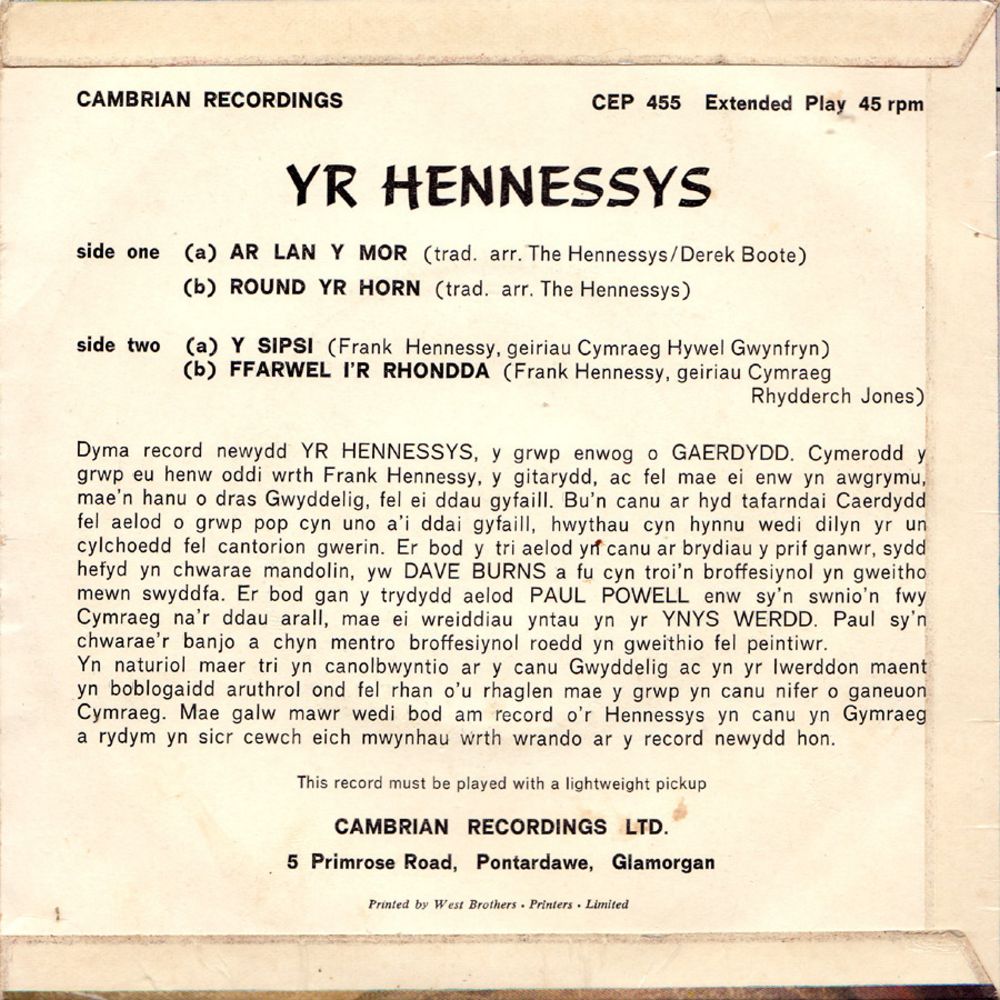 CAMBRIAN RECORDINGS CEP 455 Extended Play 45 rpm
YR HENNESSYS
side one (a) AR LAN Y MOR (trad. arr. The Hennessys/Derek Boote)
(b) ROUND YR HORN (trad. arr. The Hennessys)
side two (a) Y SIPSI (Frank Hennessy, geiriau Cymraeg Hywel Gwynfryn)
(b) FFARWEL I'R RHONDDA (Frank Hennessy, geiriau Cymraeg
Rhydderch Jones)
Dyma record newydd YR HENNESSYS, y grwp enwog o GAERDYDD. Cymerodd y
grwp eu henw oddi wrth Frank Hennessy, y gitarydd, ac fel mae ei enw yn awgrymu,
mae'n hanu o dras Gwyddelig, fel ei ddau gyfaill. Bu'n canu ar hyd tafarndai Caerdydd
fel aelod o grwp pop cyn uno a'i ddai gyfaill, hwythau cyn hynnu wedi dilyn yr un
cylchoedd fel cantorion gwerin. Er bod y tri aelod yn canu ar brydiau y prif ganwr, sydd
hefyd yn chwarae mandolin, yw DAVE BURNS a fu cyn troi'n broffesiynol yn gweitho
mewn swyddfa. Er bod gan y trydydd aelod PAUL POWELL enw sy'n swnio'n fwy
Cymraeg na'r ddau arall, mae ei wreiddiau yntau yn yr YNYS WERDD. Paul sy'n
chwarae'r banjo a chyn mentro broffesiynol roedd yn gweithio fel peintiwr.
Yn naturiol maer tri yn canolbwyntio ar y canu Gwyddelig ac yn yr Iwerddon maent
yn boblogaidd aruthrol ond fel rhan o'u rhaglen mae y grwp yn canu nifer o ganeuon
Cymraeg. Mae galw mawr wedi bod am record o'r Hennessys yn canu yn Gymraeg
a rydym yn sicr cewch eich mwynhau wrth wrando ar y record newydd hon.
This record must be played with a lightweight pickup
CAMBRIAN RECORDINGS LTD.
5 Primrose Road, Pontardawe, Glamorgan
Printed by West Brothers · Printers · Limited